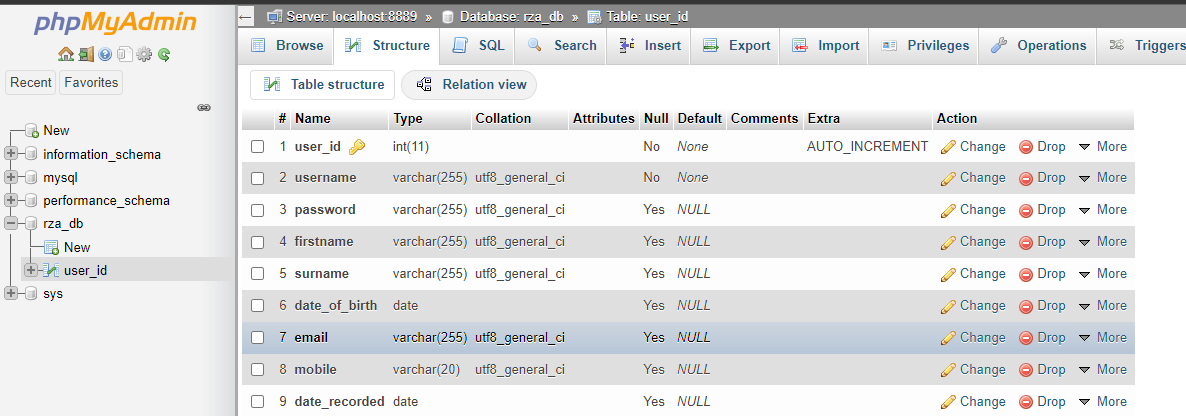 phpMyAdmin
Recent Favorites
New
information_schema
mysql
performance_schema
rza_db
New
user_id
sys
Server: localhost:8889 » Database: rza_db » Table: user_id
Browse Structure SQL Search Insert Export Import Privileges Operations Triggers
Table structure Relation view
# Name Type Collation Attributes Null Default Comments Extra Action
1 user_id int(11) No None AUTO_INCREMENT Change Drop More
2 username varchar(255) utf8_general_ci No None Change Drop More
3 password varchar(255) utf8_general_ci Yes NULL Change Drop More
4 firstname varchar(255) utf8_general_ci Yes NULL Change Drop More
5 surname varchar(255) utf8_general_ci Yes NULL Change Drop More
6 date_of_birth date Yes NULL Change Drop More
7 email varchar(255) utf8_general_ci Yes NULL Change Drop More
8 mobile varchar(20) utf8_general_ci Yes NULL Change Drop More
9 date_recorded date Yes NULL Change Drop More